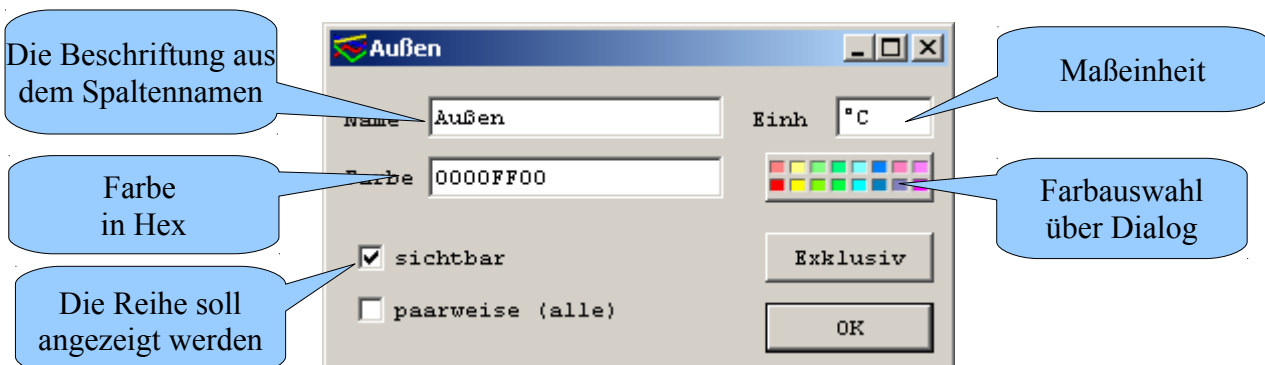 Die Beschriftung aus
dem Spaltennamen
Außen
Maßeinheit
Name
Außen
Einh
°C
Farbe
in Hex
Farbe
0000FF00
Farbauswahl
über Dialog
sichtbar
Exklusiv
Die Reihe soll
angezeigt werden
paarweise (alle)
OK